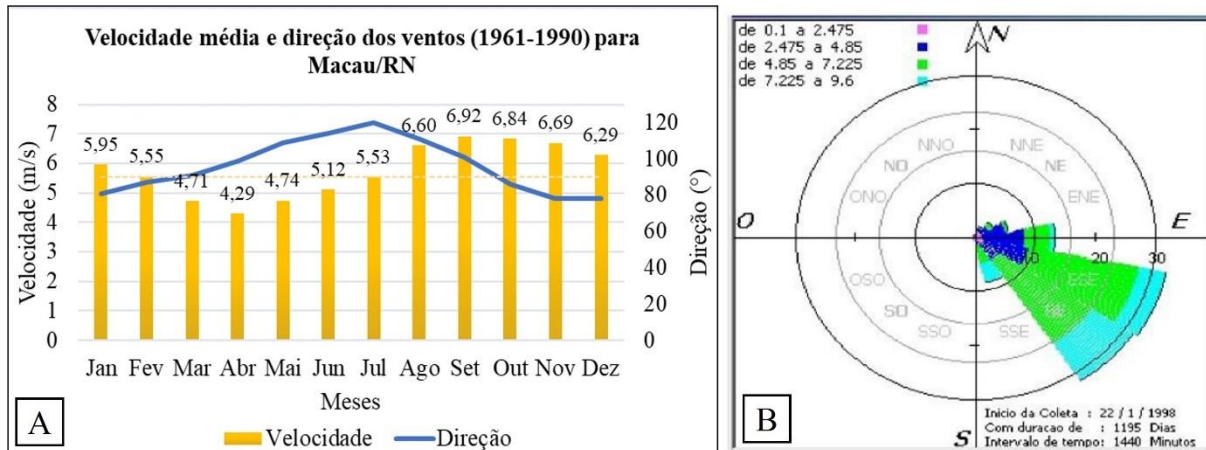 Velocidade média e direção dos ventos (1961-1990) para
Macau/RN
Velocidade (m/s)
8
7
6
5
4
3
2
1
0
5,95
5,55
4,71
4,29
4,74
5,12
5,53
6,60
6,92
6,84
6,69
6,29
120
100
80
60
40
20
0
Direção (°)
Jan Fev Mar Abr Mai Jun Jul Ago Set Out Nov Dez
Meses
Velocidade Direção
A
de 0.1 a 2.475
de 2.475 a 4.85
de 4.85 a 7.225
de 7.225 a 9.6
N
NNO NNE
NO NE
ONO ENE
O E
10 20 30
OSO ESE
SO
SSO SSE
S
Inicio da Coleta : 22 / 1 / 1998
Com duracao de : 1195 Dias
Intervalo de tempo: 1440 Minutos
B